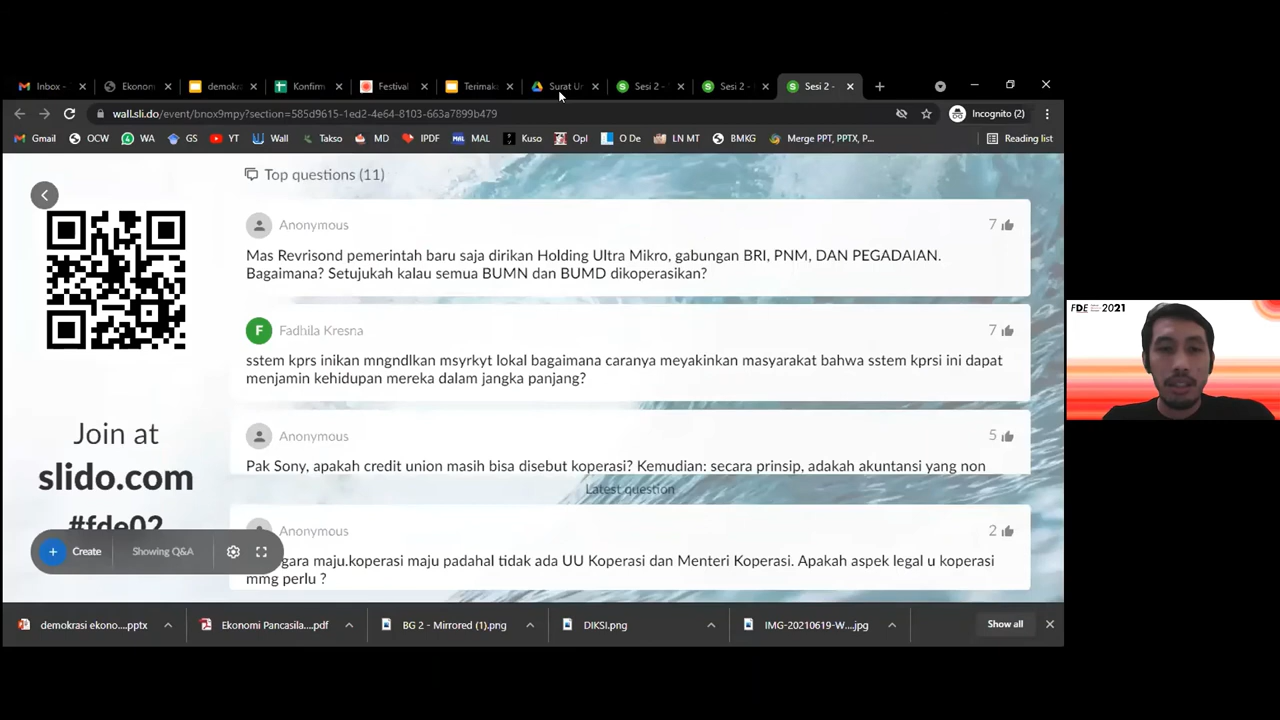 Inbox -
Ekonon
demokr
Konfirm
Festival
Terimak
Surat Un
Sesi 2 -
Sesi 2 -
Sesi 2 -
wall.sli.do/event/bnox9mpy?section=585d9615-1ed2-4e64-8103-663a7899b479
Incognito (2)
Gmail
OCW
WA
GS
YT
Wall
Takso
MD
IPDF
MAL
Kuso
Opl
O De
LN MT
BMKG
Merge PPT, PPTX, P...
Reading list
Top questions (11)
Anonymous
7
Mas Revrisond pemerintah baru saja dirikan Holding Ultra Mikro, gabungan BRI, PNM, DAN PEGADAIAN.
Bagaimana? Setujukah kalau semua BUMN dan BUMD dikoperasikan?
F Fadhila Kresna
7
sstem kprs inikan mngndlkan msyrkyt lokal bagaimana caranya meyakinkan masyarakat bahwa sstem kprsi ini dapat
menjamin kehidupan mereka dalam jangka panjang?
Anonymous
5
Pak Sony, apakah credit union masih bisa disebut koperasi? Kemudian: secara prinsip, adakah akuntansi yang non
Latest question
Anonymous
2
gara maju.koperasi maju padahal tidak ada UU Koperasi dan Menteri Koperasi. Apakah aspek legal u koperasi
mmg perlu ?
Join at
slido.com
#fde02
Create
Showing Q&A
demokrasi ekono....pptx
Ekonomi Pancasila....pdf
BG 2 - Mirrored (1).png
DIKSI.png
IMG-20210619-W....jpg
Show all
FDE
2021